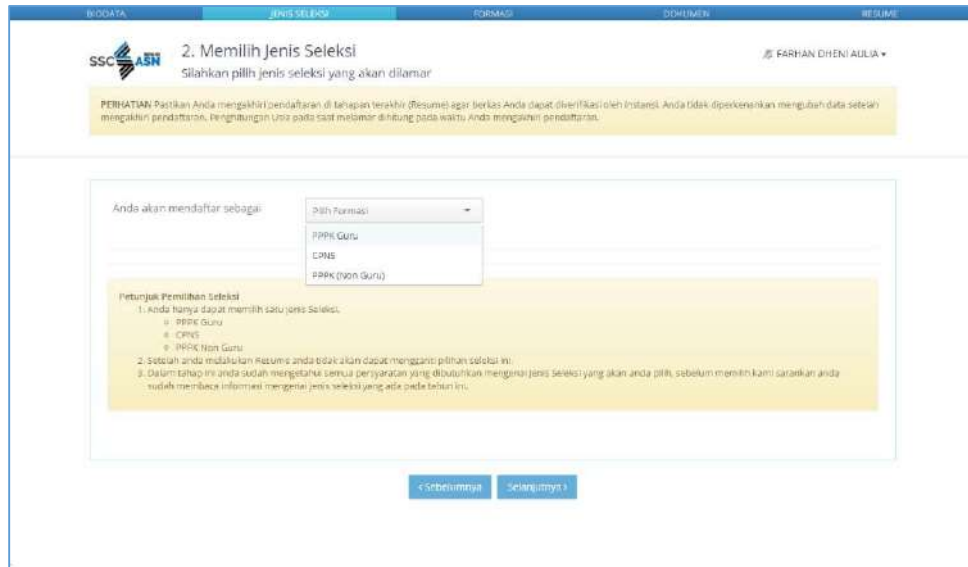 BIODATA
JENIS SELEKSI
FORMASI
DOKUMEN
RESUME
SSC ASN
2. Memilih Jenis Seleksi
Silahkan pilih jenis seleksi yang akan dilamar
FARHAN DHENI AULIA
PERHATIAN Pastikan Anda mengakhiri pendaftaran di tahapan terakhir (Resume) agar berkas Anda dapat diverifikasi oleh instansi. Anda tidak diperkenankan mengubah data setelah
mengakhiri pendaftaran. Penghitungan Usia pada saat melamar dihitung pada waktu Anda mengakhiri pendaftaran.
Anda akan mendaftar sebagai
Pilih Formasi
PPPK Guru
CPNS
PPPK (Non Guru)
Petunjuk Pemilihan Seleksi
1. Anda hanya dapat memilih satu jenis Seleksi.
PPPK Guru
CPNS
PPPK Non Guru
2. Setelah anda melakukan Resume anda tidak akan dapat mengganti pilihan seleksi ini.
3. Dalam tahap ini anda sudah mengetahui semua persyaratan yang dibutuhkan mengenai Jenis Seleksi yang akan anda pilih, sebelum memilih kami sarankan anda
sudah membaca informasi mengenai jenis seleksi yang ada pada tahun ini.
< Sebelumnya
Selanjutnya >